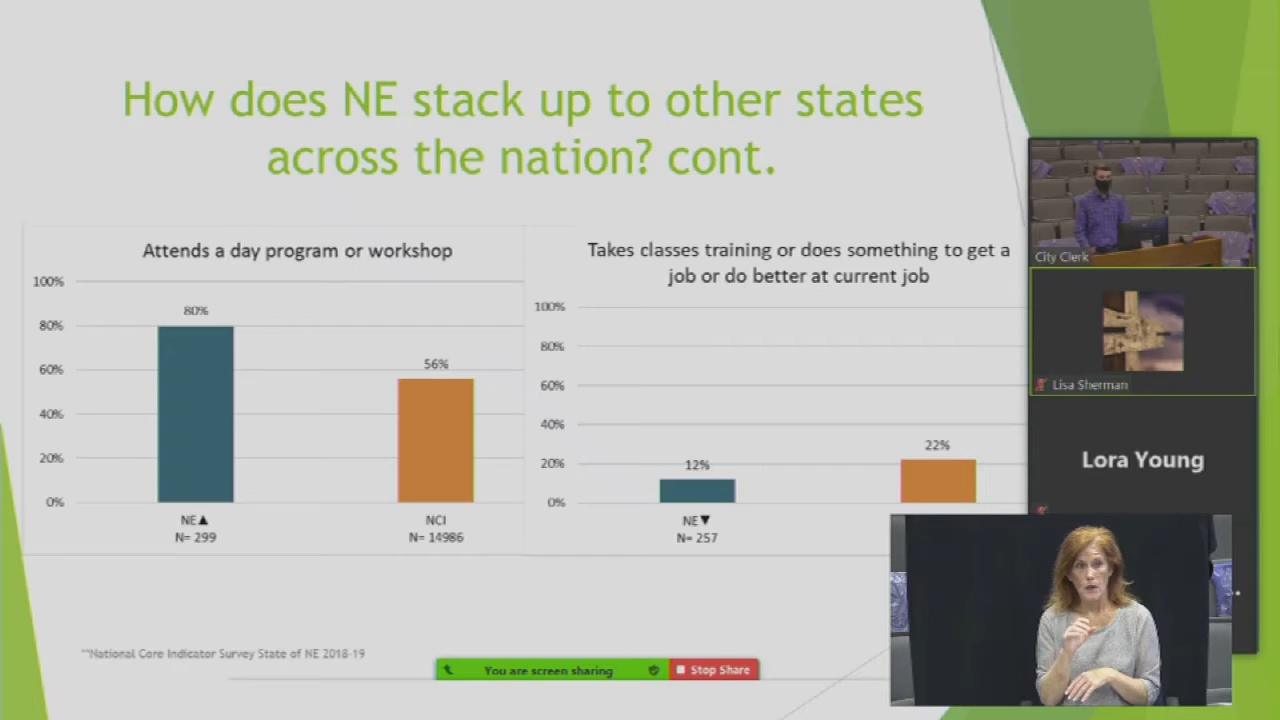 How does NE stack up to other states
across the nation? cont.
Attends a day program or workshop
100%
80%
60%
40%
20%
0%
80%
56%
NE▲
N= 299
NCI
N= 14986
Takes classes training or does something to get a
job or do better at current job
100%
80%
60%
40%
20%
0%
12%
22%
NE▼
N= 257
**National Core Indicator Survey State of NE 2018-19
You are screen sharing
Stop Share
City Clerk
Lisa Sherman
Lora Young